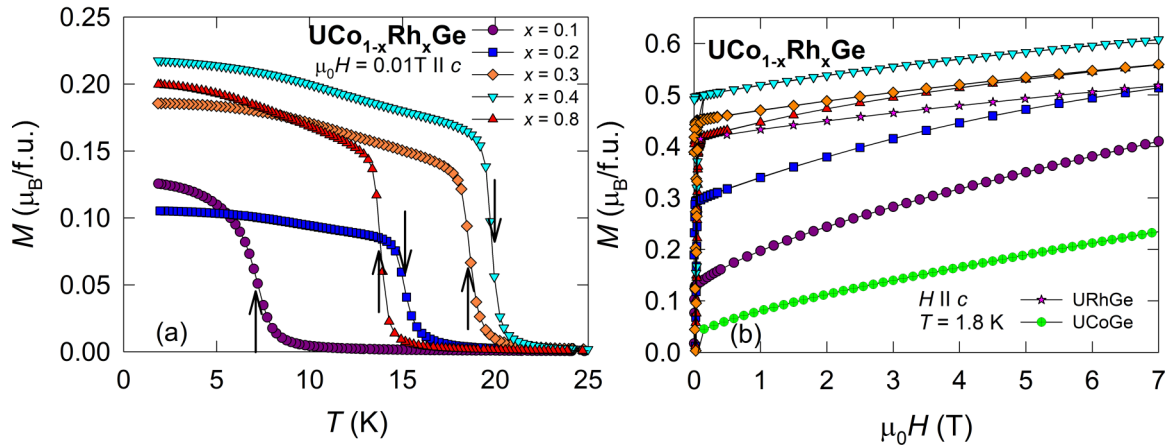 UCo1-xRhxGe
μ0H = 0.01T II c
x = 0.1
x = 0.2
x = 0.3
x = 0.4
x = 0.8
0.25
0.20
0.15
0.10
0.05
0.00
M (μB/f.u.)
(a)
0 5 10 15 20 25
T (K)
UCo1-xRhxGe
0.6
0.5
0.4
0.3
0.2
0.1
0.0
M (μB/f.u.)
H II c
T = 1.8 K
URhGe
UCoGe
(b)
0 1 2 3 4 5 6 7
μ0H (T)